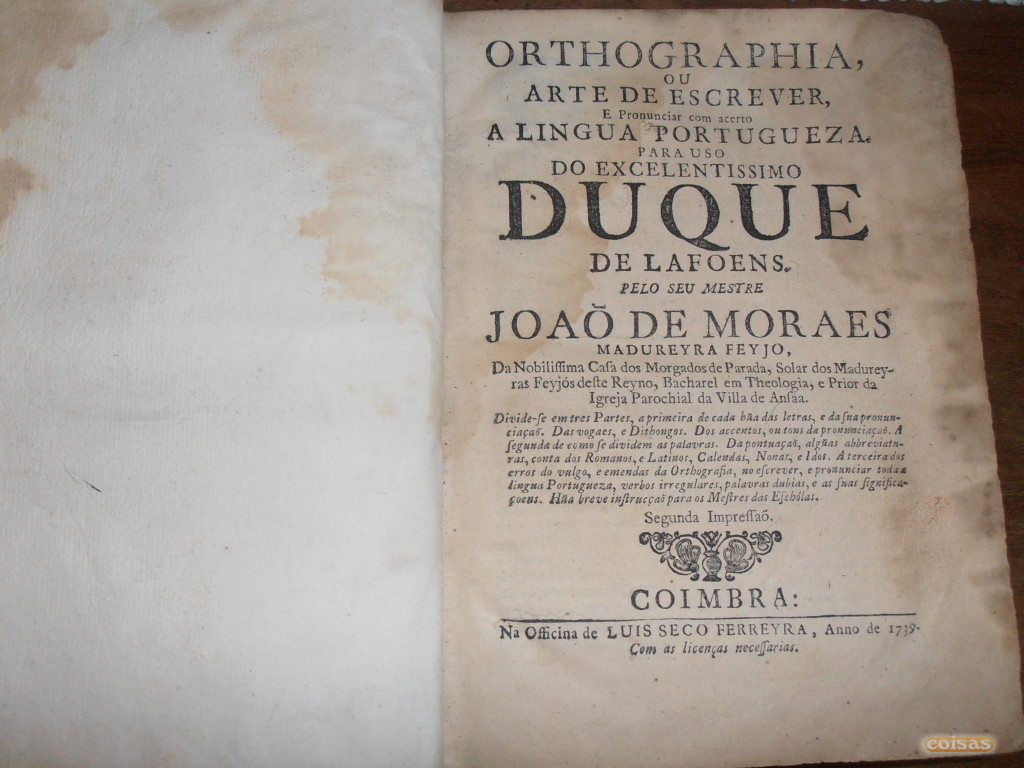 ORTHOGRAPHIA,
OU
ARTE DE ESCREVER,
E Pronunciar com acerto
A LINGUA PORTUGUEZA.
PARA USO
DO EXCELENTISSIMO
DUQUE
DE LAFOENS.
PELO SEU MESTRE
JOAÕ DE MORAES
MADUREYRA FEYJO,
Da Nobiliſſima Caſa dos Morgados de Parada, Solar dos Madurey-
ras Feyjós deſte Reyno, Bacharel em Theologia, e Prior da
Igreja Parochial da Villa de Anſaa.
Divide-ſe em tres Partes, a primeira de cada hũa das letras, e da ſua pronun-
ciaçaõ. Das vogaes, e Dithongos. Dos accentos, ou tons da pronunciaçaõ. A
ſegunda de como ſe dividem as palavras. Da pontuaçaõ, algũas abbreviatu-
ras, conta dos Romanos, e Latinos, Calendas, Nonas, e Idos. A terceira dos
erros do vulgo, e emendas da Orthografia, no eſcrever, e pronunciar toda a
lingua Portugueza, verbos irregulares, palavras dubias, e as ſuas ſignifica-
çoens. Hũa breve inſtrucçaõ para os Meſtres das Eſchólas.
Segunda Impreſſaõ.
COIMBRA:
Na Officina de LUIS SECO FERREYRA, Anno de 1739.
Com as licenças neceſſarias.
coisas